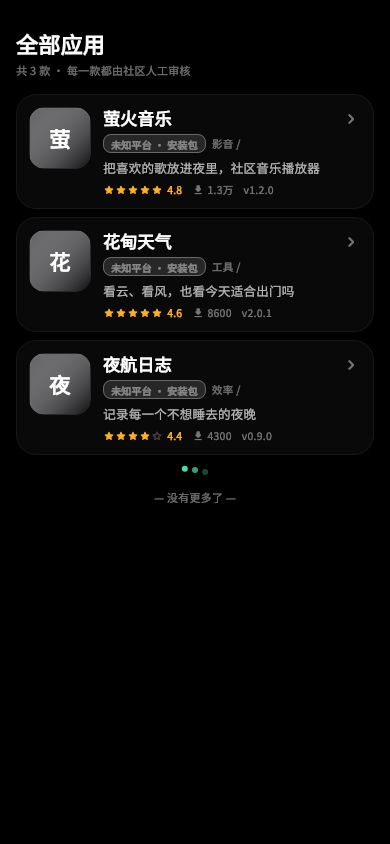 全部应用
共 3 款 · 每一款都由社区人工审核
萤
萤火音乐
未知平台 · 安装包 影音 /
把喜欢的歌放进夜里，社区音乐播放器
4.8 1.3万 v1.2.0
花
花甸天气
未知平台 · 安装包 工具 /
看云、看风，也看今天适合出门吗
4.6 8600 v2.0.1
夜
夜航日志
未知平台 · 安装包 效率 /
记录每一个不想睡去的夜晚
4.4 4300 v0.9.0
— 没有更多了 —